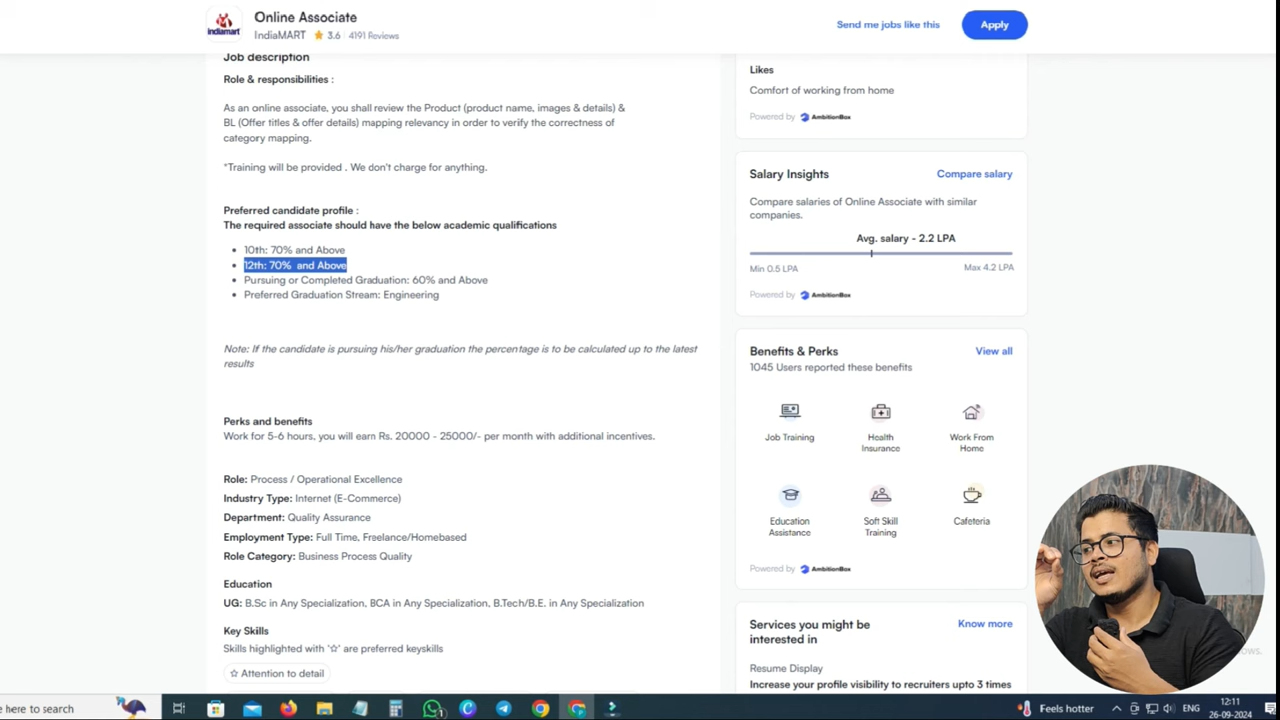 Online Associate
IndiaMART ★ 3.6 | 4191 Reviews
indiamart
Send me jobs like this
Apply
Job description
Role & responsibilities :
As an online associate, you shall review the Product (product name, images & details) &
BL (Offer titles & offer details) mapping relevancy in order to verify the correctness of
category mapping.
*Training will be provided . We don't charge for anything.
Preferred candidate profile :
The required associate should have the below academic qualifications
• 10th: 70% and Above
• 12th: 70% and Above
• Pursuing or Completed Graduation: 60% and Above
• Preferred Graduation Stream: Engineering
Note: If the candidate is pursuing his/her graduation the percentage is to be calculated up to the latest
results
Perks and benefits
Work for 5-6 hours, you will earn Rs. 20000 - 25000/- per month with additional incentives.
Role: Process / Operational Excellence
Industry Type: Internet (E-Commerce)
Department: Quality Assurance
Employment Type: Full Time, Freelance/Homebased
Role Category: Business Process Quality
Education
UG: B.Sc in Any Specialization, BCA in Any Specialization, B.Tech/B.E. in Any Specialization
Key Skills
Skills highlighted with '☆' are preferred keyskills
☆ Attention to detail
Likes
Comfort of working from home
Powered by AmbitionBox
Salary Insights
Compare salary
Compare salaries of Online Associate with similar
companies.
Avg. salary - 2.2 LPA
Min 0.5 LPA
Max 4.2 LPA
Powered by AmbitionBox
Benefits & Perks
View all
1045 Users reported these benefits
Job Training
Health
Insurance
Work From
Home
Education
Assistance
Soft Skill
Training
Cafeteria
Powered by AmbitionBox
Services you might be
interested in
Know more
Resume Display
Increase your profile visibility to recruiters upto 3 times
ows.
e here to search
1
Feels hotter
ENG
12:11
26-09-2024